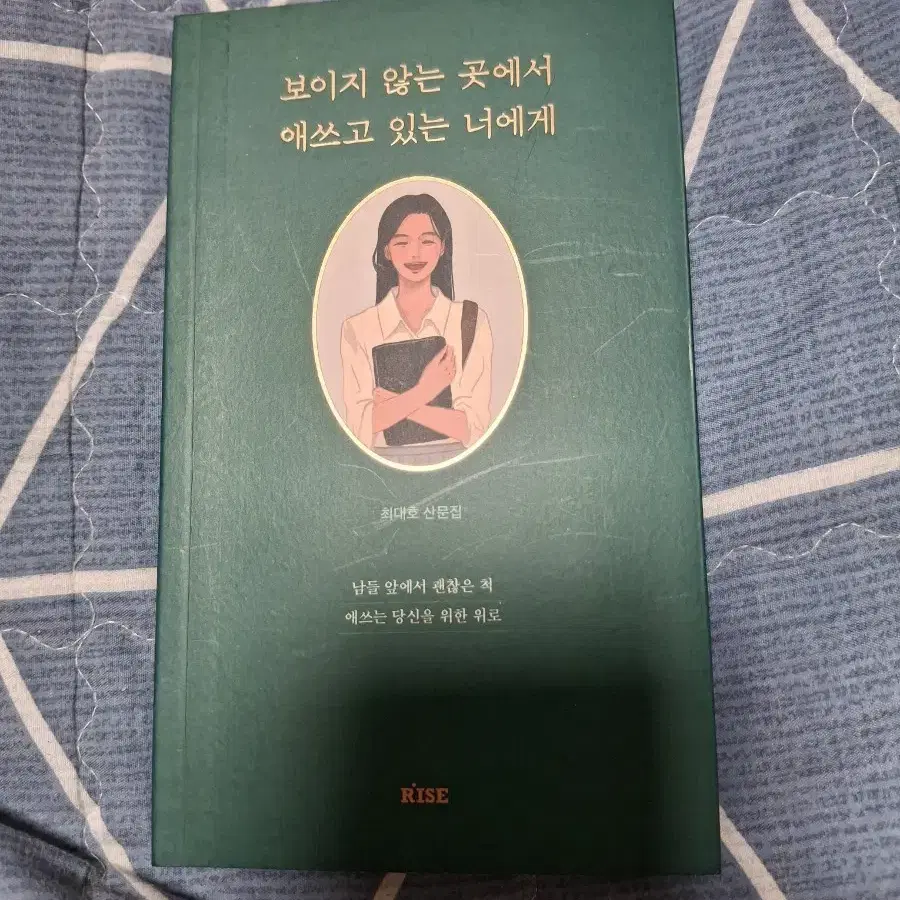 보이지 않는 곳에서
애쓰고 있는 너에게
최대호 산문집
남들 앞에서 괜찮은 척
애쓰는 당신을 위한 위로
RISE